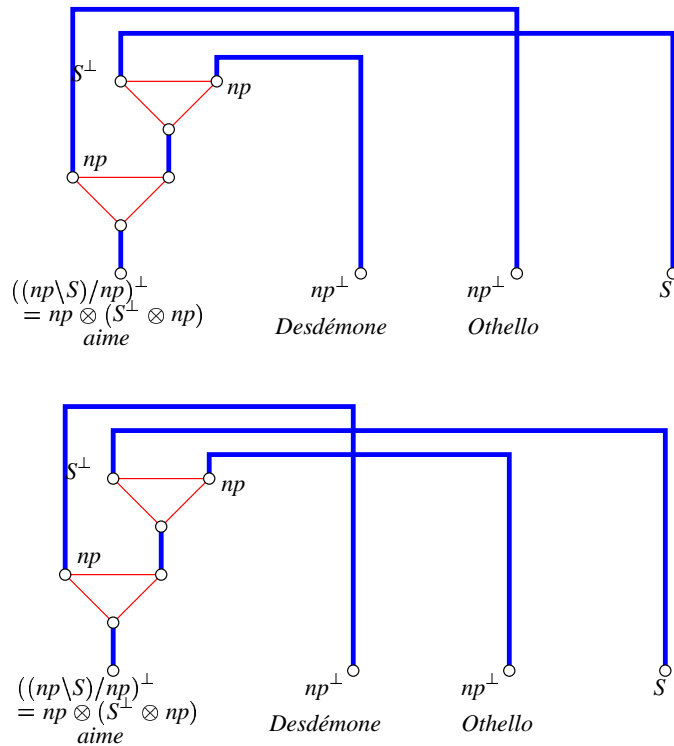 S⊥
np
np
((np\S)/np)⊥
= np ⊗ (S⊥ ⊗ np)
aime
np⊥
Desdémone
np⊥
Othello
S
S⊥
np
np
((np\S)/np)⊥
= np ⊗ (S⊥ ⊗ np)
aime
np⊥
Desdémone
np⊥
Othello
S